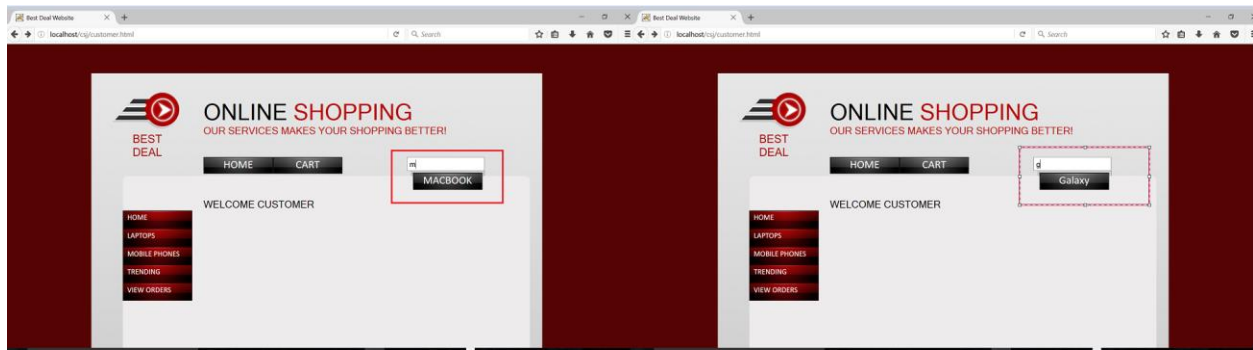 Best Deal Website
localhost/csj/customer.html
Search
BEST
DEAL
ONLINE SHOPPING
OUR SERVICES MAKES YOUR SHOPPING BETTER!
HOME CART
m
MACBOOK
WELCOME CUSTOMER
HOME
LAPTOPS
MOBILE PHONES
TRENDING
VIEW ORDERS
Best Deal Website
localhost/csj/customer.html
Search
BEST
DEAL
ONLINE SHOPPING
OUR SERVICES MAKES YOUR SHOPPING BETTER!
HOME CART
g
Galaxy
WELCOME CUSTOMER
HOME
LAPTOPS
MOBILE PHONES
TRENDING
VIEW ORDERS